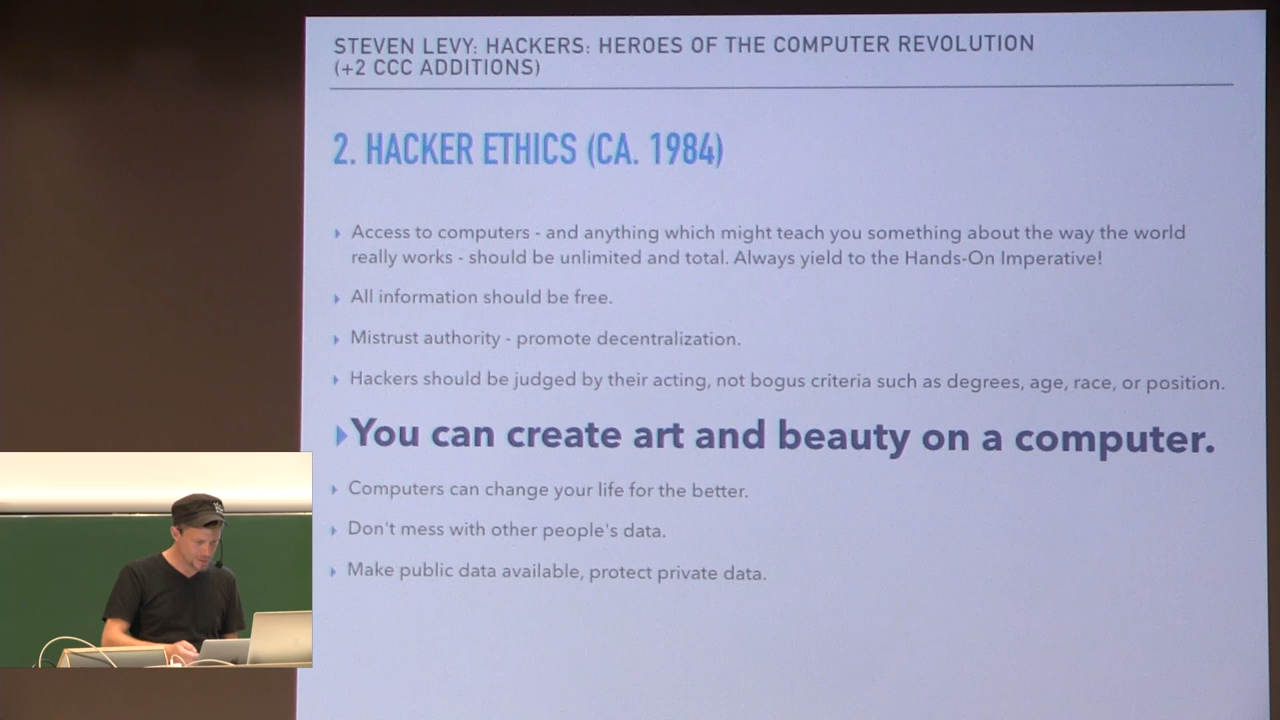 STEVEN LEVY: HACKERS: HEROES OF THE COMPUTER REVOLUTION
(+2 CCC ADDITIONS)
2. HACKER ETHICS (CA. 1984)
Access to computers - and anything which might teach you something about the way the world
really works - should be unlimited and total. Always yield to the Hands-On Imperative!
All information should be free.
Mistrust authority - promote decentralization.
Hackers should be judged by their acting, not bogus criteria such as degrees, age, race, or position.
You can create art and beauty on a computer.
Computers can change your life for the better.
Don't mess with other people's data.
Make public data available, protect private data.